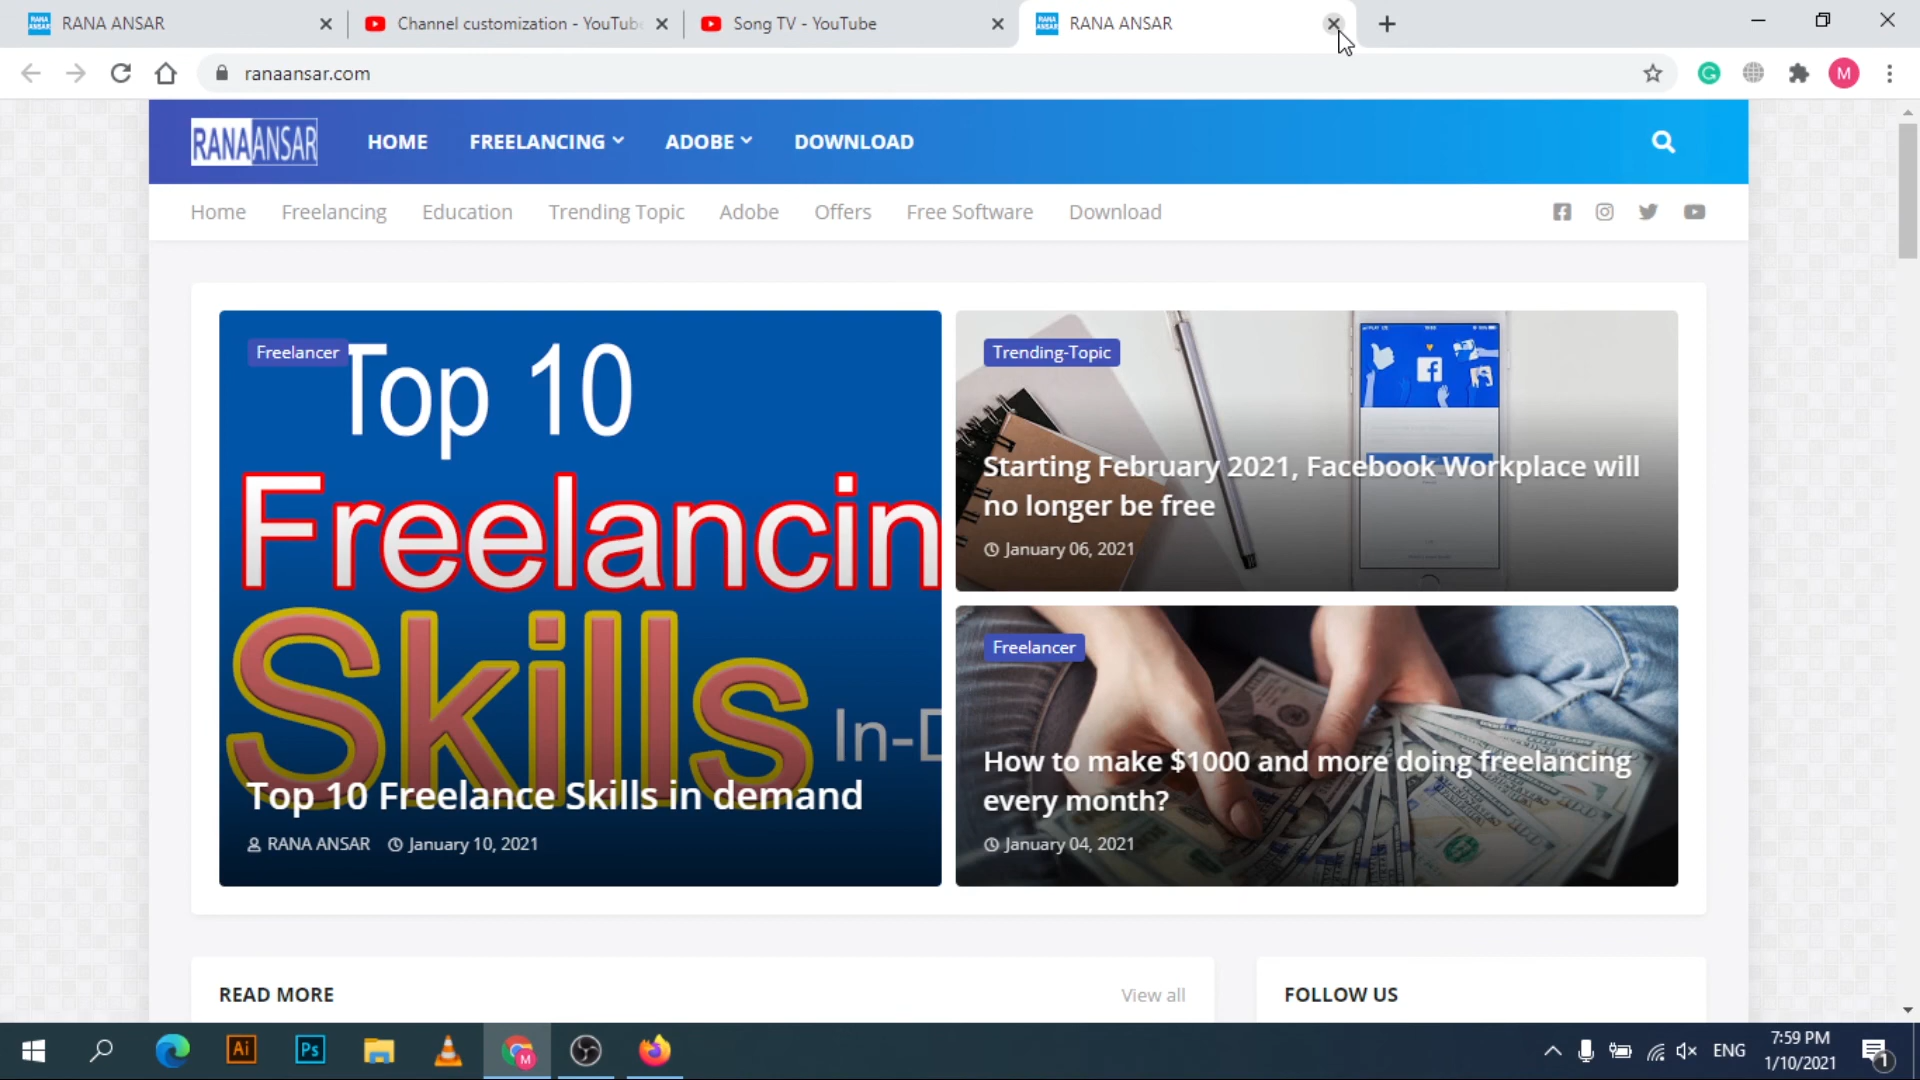 RANA ANSAR
Channel customization - YouTube
Song TV - YouTube
RANA ANSAR
ranaansar.com
M
RANAANSAR
HOME
FREELANCING
ADOBE
DOWNLOAD
Home
Freelancing
Education
Trending Topic
Adobe
Offers
Free Software
Download
Freelancer
Top 10
Freelancin
Skills
In-D
Top 10 Freelance Skills in demand
RANA ANSAR
January 10, 2021
Trending-Topic
Starting February 2021, Facebook Workplace will
no longer be free
January 06, 2021
Freelancer
How to make $1000 and more doing freelancing
every month?
January 04, 2021
READ MORE
View all
FOLLOW US
Ai
Ps
M
ENG
7:59 PM
1/10/2021
1